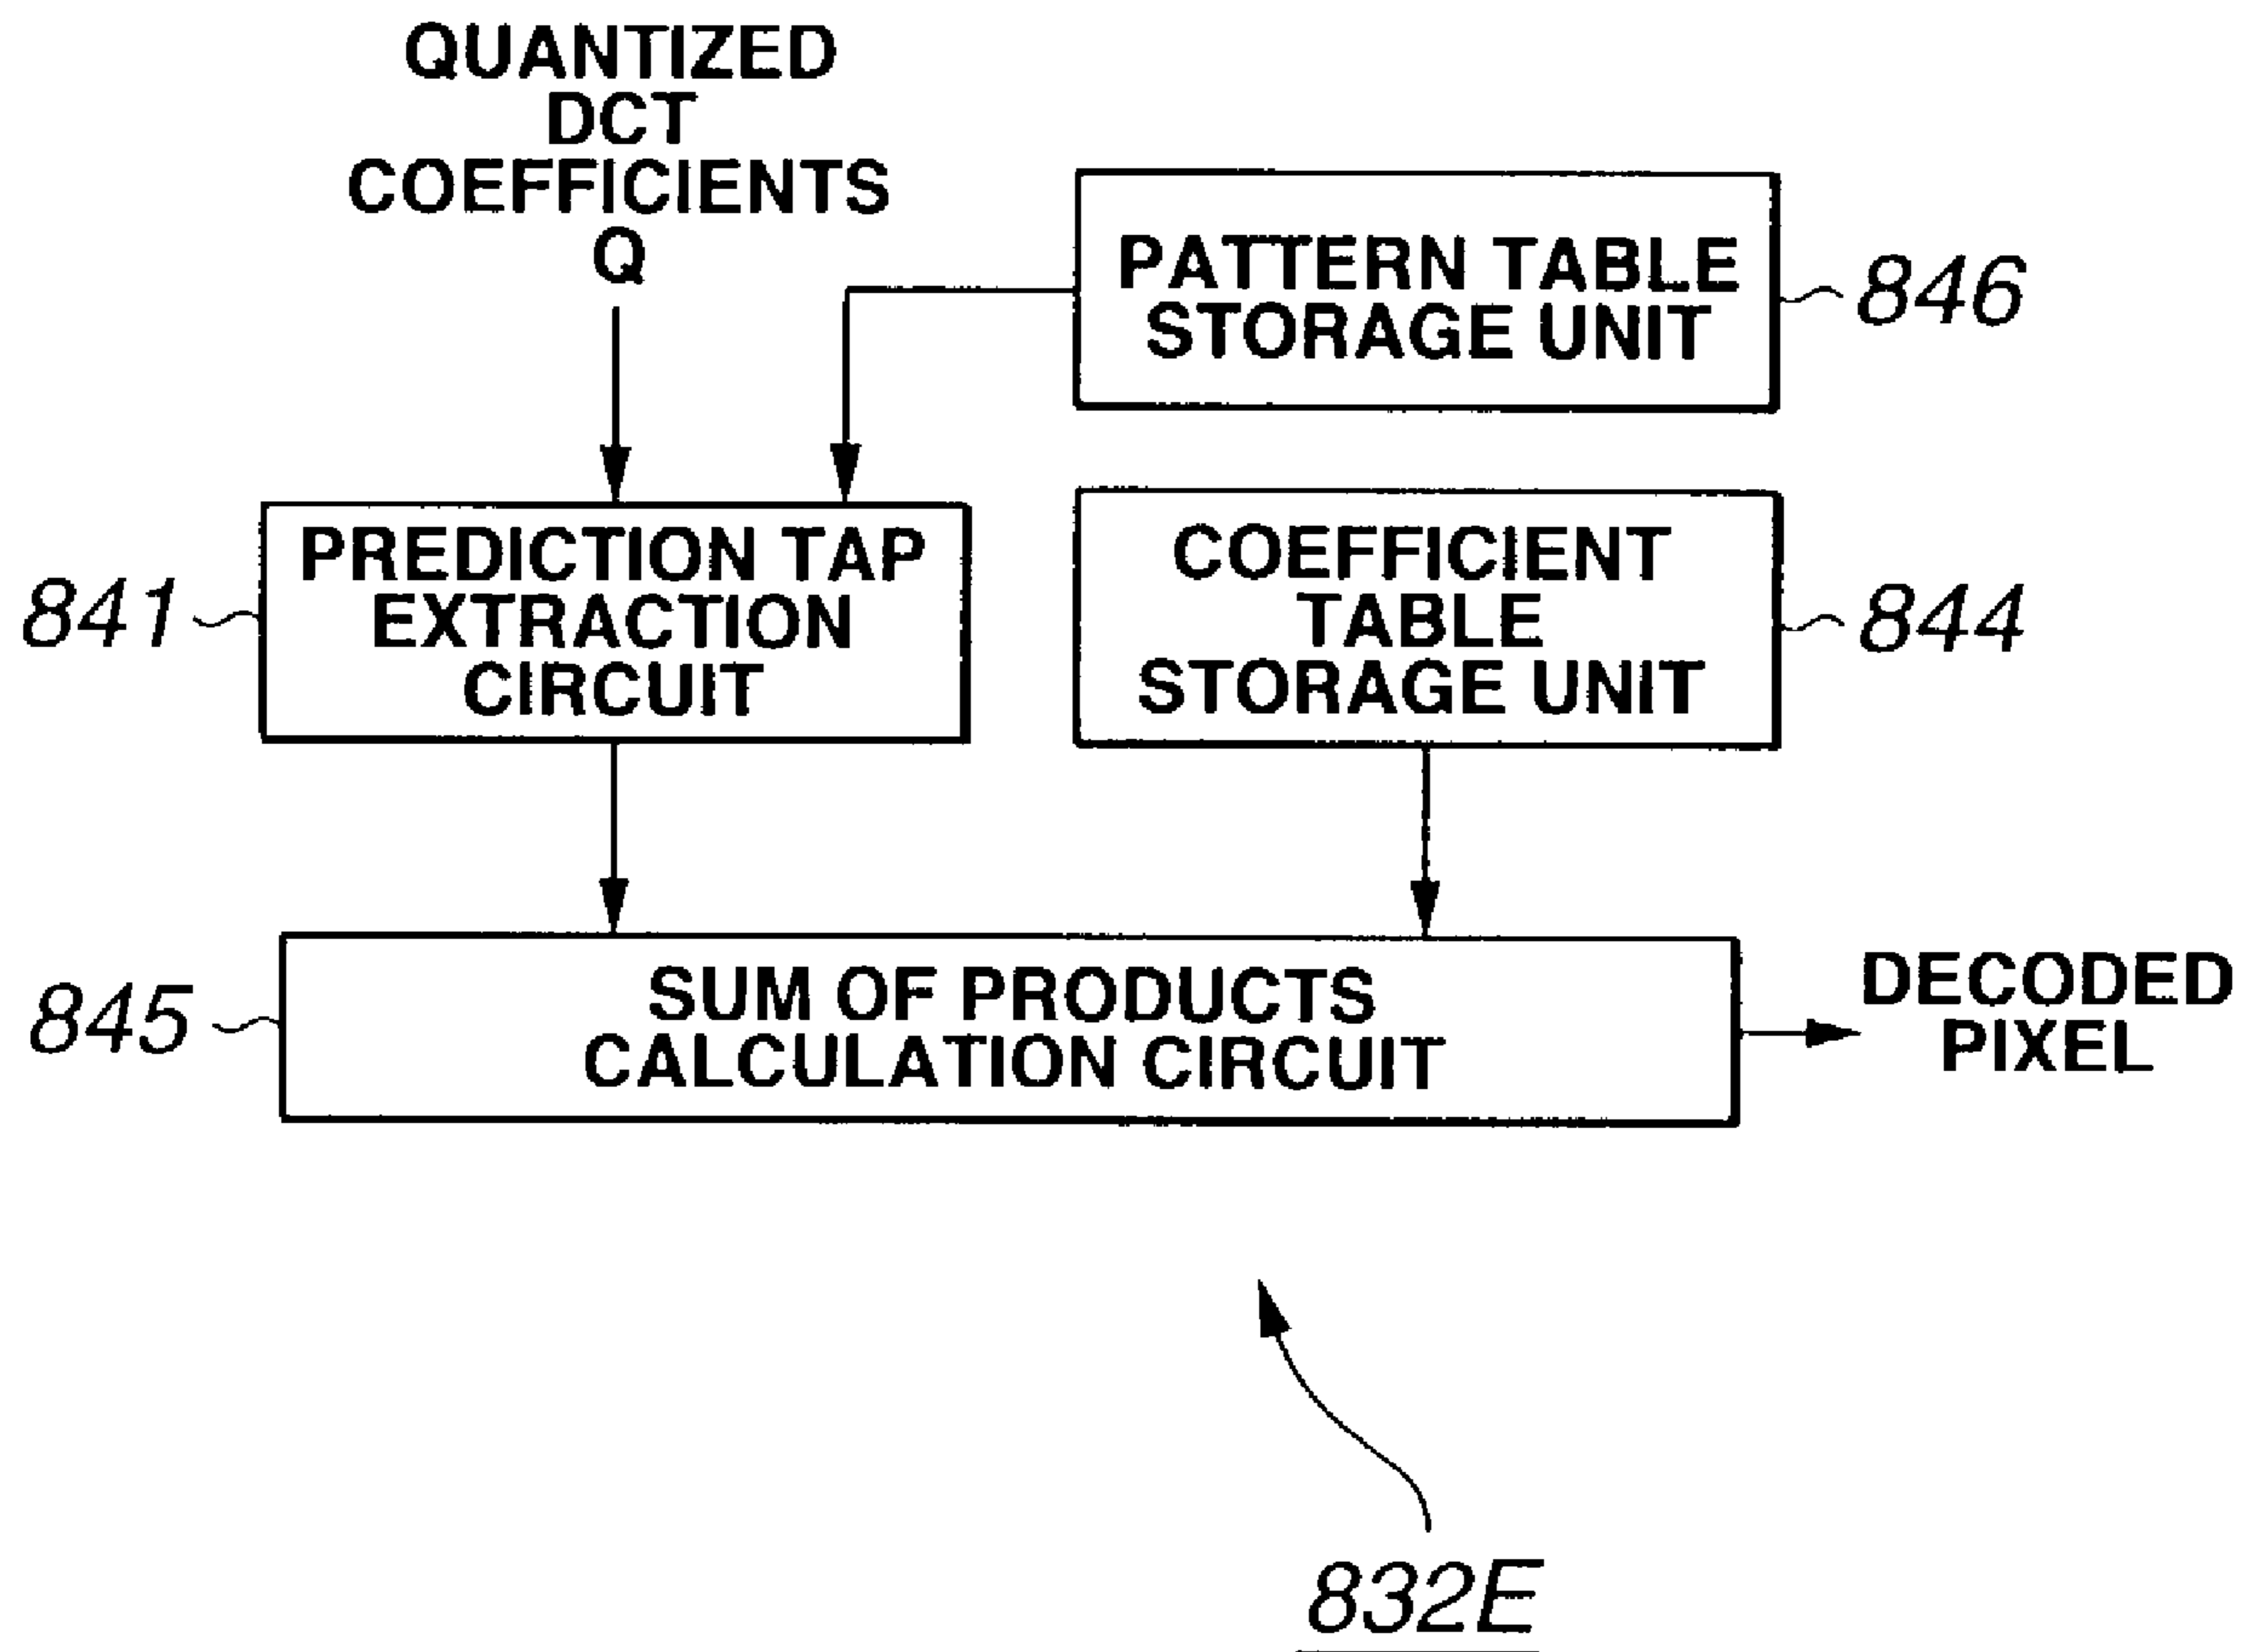 QUANTIZED
DCT
COEFFICIENTS
Q
PATTERN TABLE
STORAGE UNIT
846
841
PREDICTION TAP
EXTRACTION
CIRCUIT
COEFFICIENT
TABLE
STORAGE UNIT
844
845
SUM OF PRODUCTS
CALCULATION CIRCUIT
DECODED
PIXEL
832E